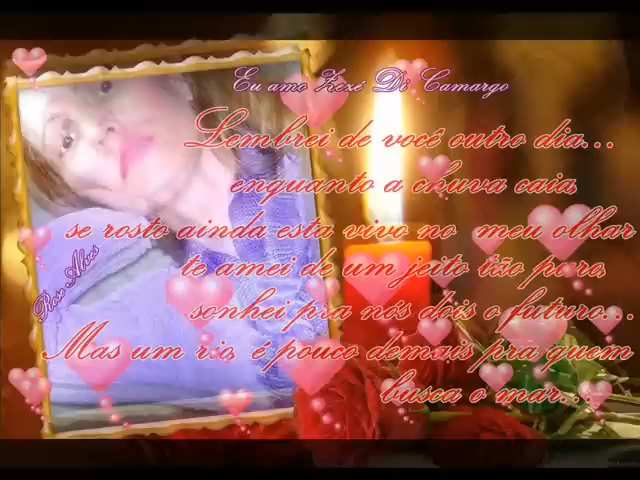 Eu amo Zezé Di Camargo
Lembrei de você outro dia...
enquanto a chuva caia,
se rosto ainda esta vivo no meu olhar
te amei de um jeito tão puro,
sonhei pra nós dois o futuro...
Mas um rio, é pouco demais pra quem
busca o mar...
Rose Alves